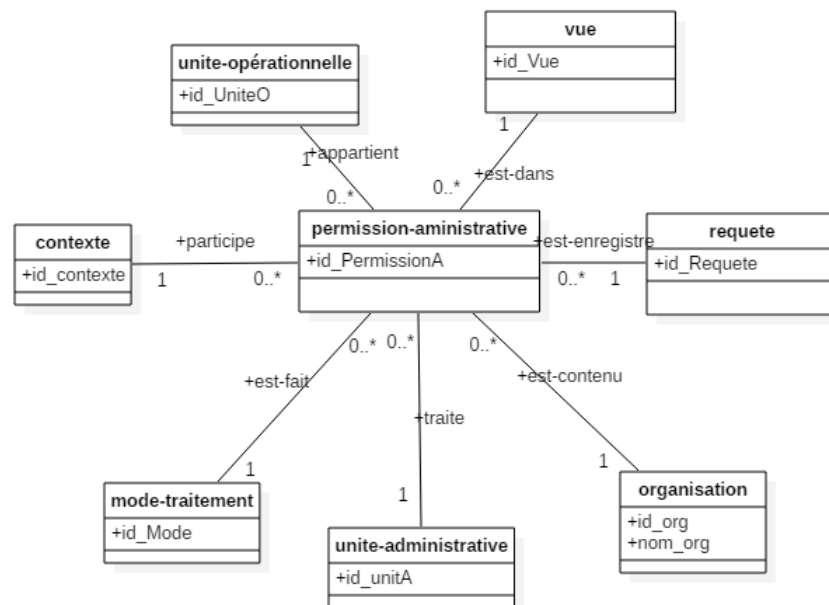 vue
+id_Vue
unite-opérationnelle
+id_UniteO
1
+appartient
0..*
1
+est-dans
0..*
contexte
+id_contexte
+participe
1
0..*
permission-aministrative
+id_PermissionA
+est-enregistre
0..*
1
requete
+id_Requete
0..*
+est-fait
1
0..*
+traite
1
0..*
+est-contenu
1
mode-traitement
+id_Mode
unite-administrative
+id_unitA
organisation
+id_org
+nom_org